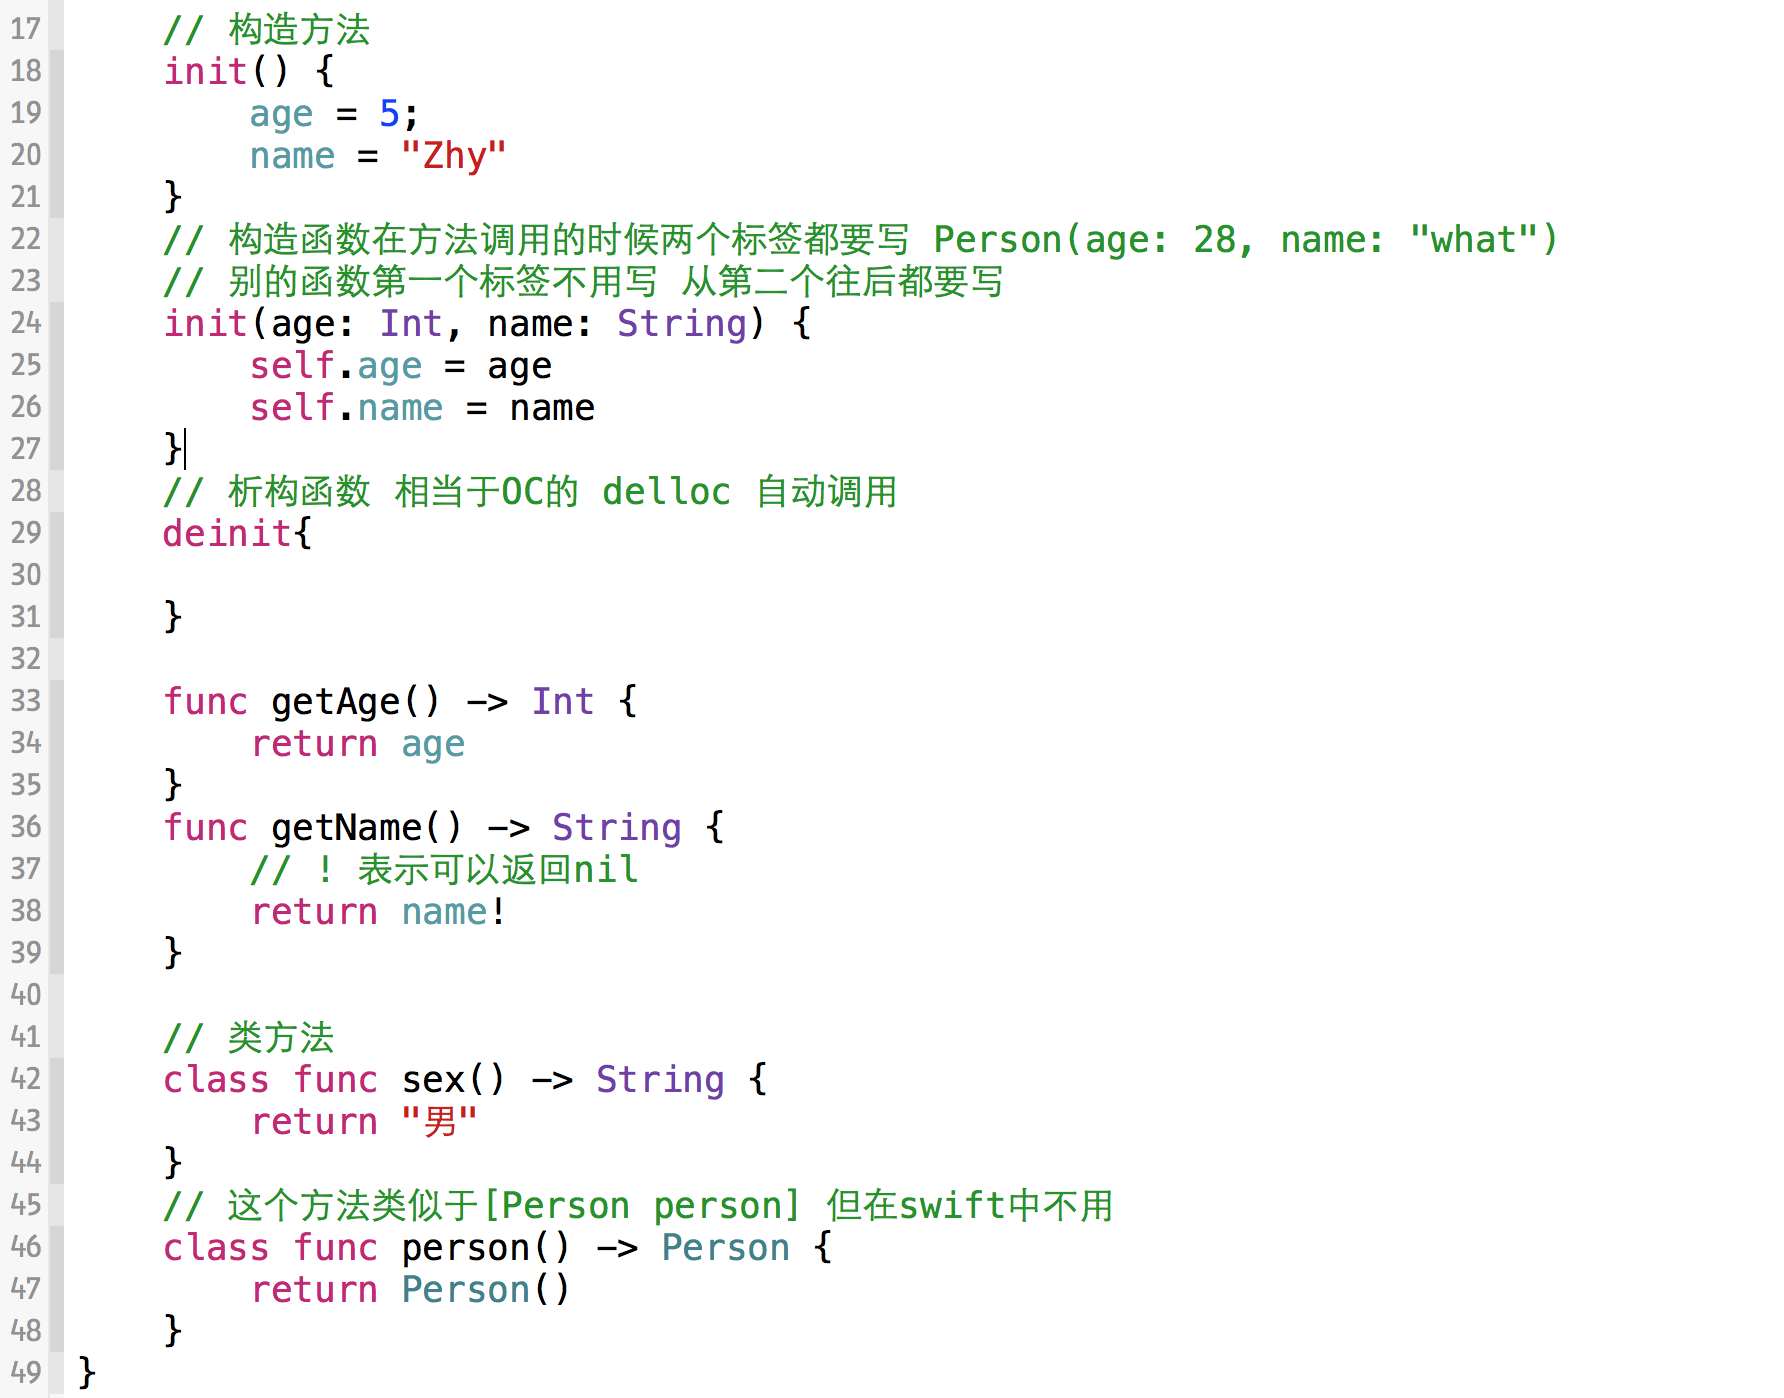 17 // 构造方法
18 init() {
19 age = 5;
20 name = "Zhy"
21 }
22 // 构造函数在方法调用的时候两个标签都要写 Person(age: 28, name: "what")
23 // 别的函数第一个标签不用写 从第二个往后都要写
24 init(age: Int, name: String) {
25 self.age = age
26 self.name = name
27 }
28 // 析构函数 相当于OC的 delloc 自动调用
29 deinit{
30
31 }
32
33 func getAge() -> Int {
34 return age
35 }
36 func getName() -> String {
37 // ! 表示可以返回nil
38 return name!
39 }
40
41 // 类方法
42 class func sex() -> String {
43 return "男"
44 }
45 // 这个方法类似于[Person person] 但在swift中不用
46 class func person() -> Person {
47 return Person()
48 }
49 }